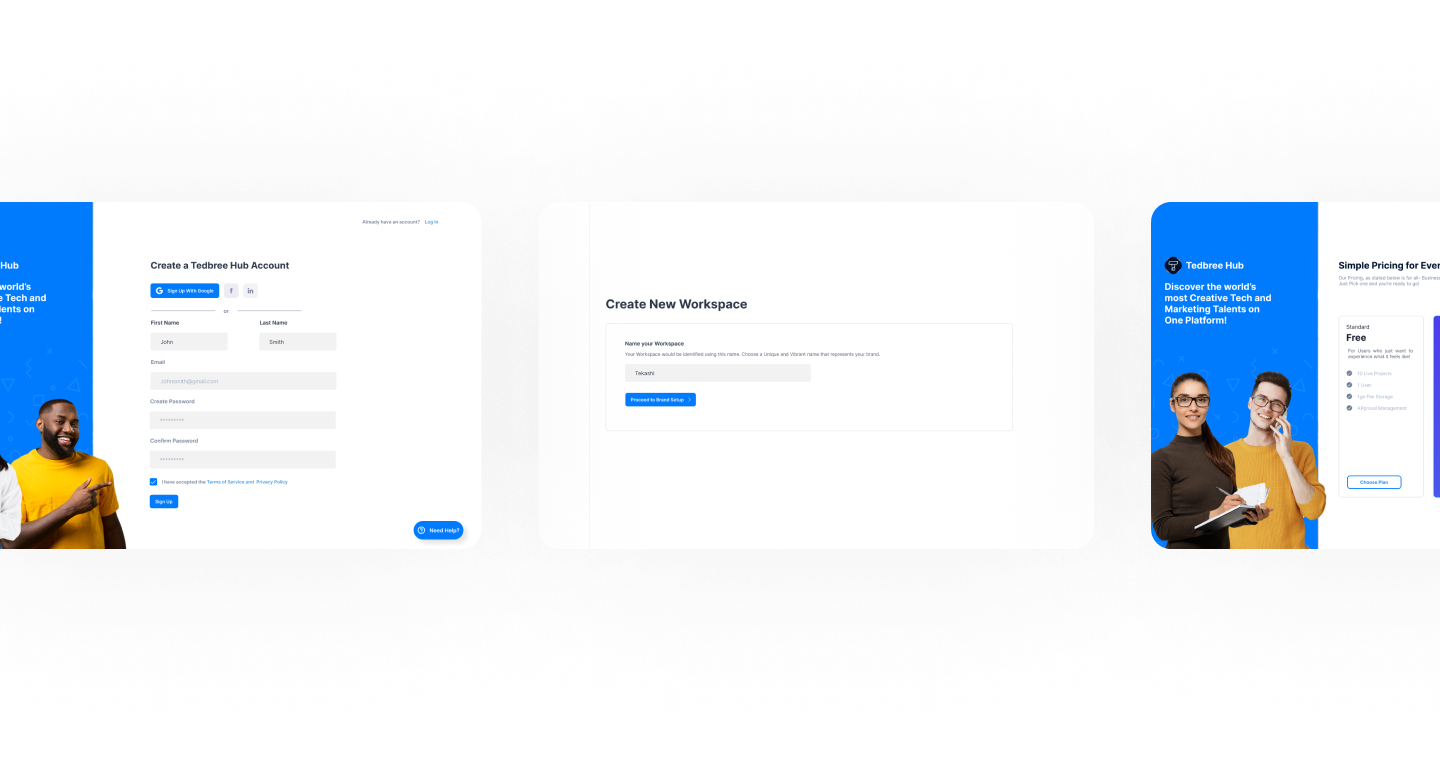 Hub
world's
e Tech and
lents on
!
Already have an account? Log In
Create a Tedbree Hub Account
Sign Up With Google
f
in
or
First Name
Last Name
John
Smith
Email
Johnsmith@gmail.com
Create Password
*********
Confirm Password
*********
I have accepted the Terms of Service and Privacy Policy
Sign Up
Need Help?
Create New Workspace
Name your Workspace
Your Workspace would be identified using this name. Choose a Unique and Vibrant name that represents your brand.
Tekashi
Proceed to Brand Setup
Tedbree Hub
Discover the world's
most Creative Tech and
Marketing Talents on
One Platform!
Simple Pricing for Ever
Our Pricing, as stated below is for all- Business
Just Pick one and you're ready to go!
Standard
Free
For Users who just want to
experience what it feels like!
10 Live Projects
1 User
1gb File Storage
Approval Management
Choose Plan